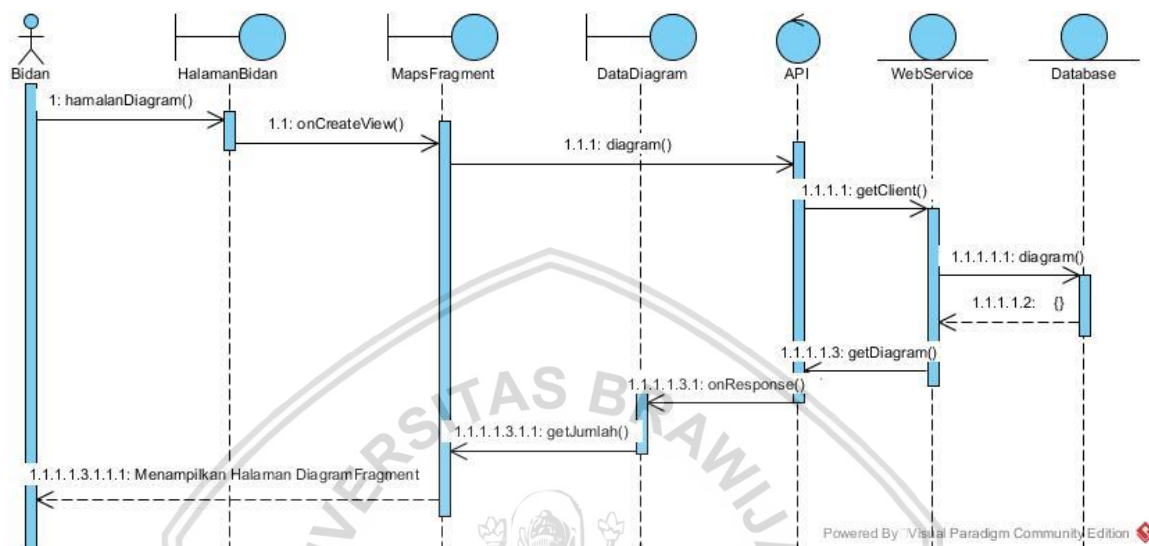 Bidan
HalamanBidan
MapsFragment
DataDiagram
API
WebService
Database
1: hamalanDiagram()
1.1: onCreateView()
1.1.1: diagram()
1.1.1.1: getClient()
1.1.1.1.1: diagram()
1.1.1.1.2: {}
1.1.1.1.3: getDiagram()
1.1.1.1.3.1: onResponse()
1.1.1.1.3.1.1: getJumlah()
1.1.1.1.3.1.1.1: Menampilkan Halaman DiagramFragment
VERSITAS BRAWIJ
Powered By Visual Paradigm Community Edition